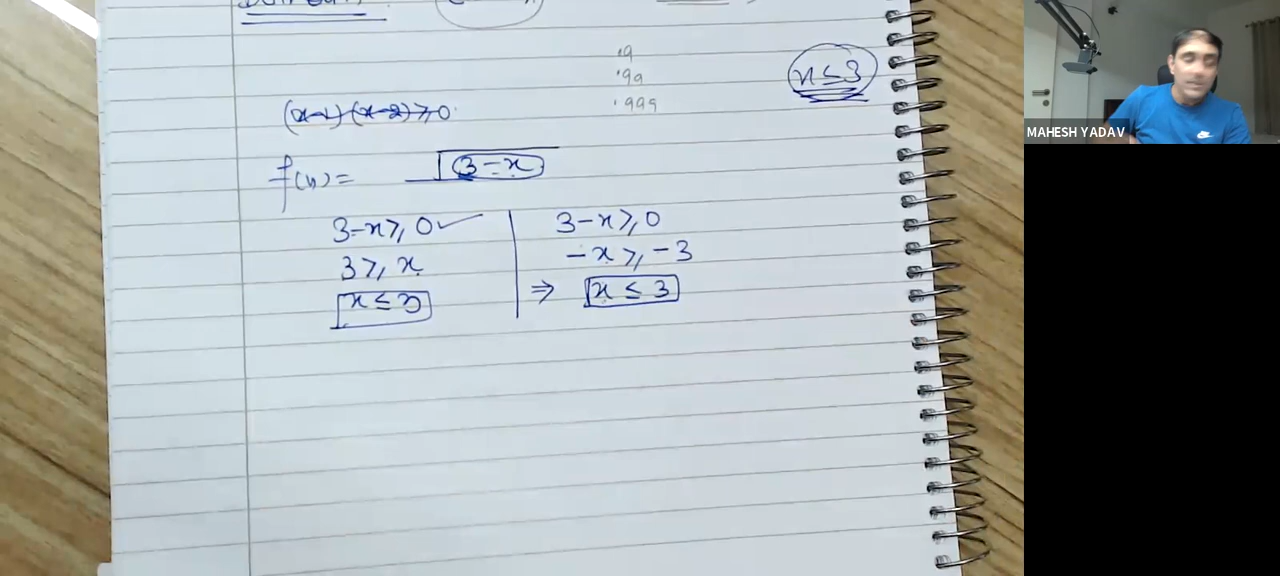 .9
.99
.999
x ≤ 3
(x-1)(x-2) ≥ 0
f(x) = √(3-x)
3-x ≥ 0 ✓
3 ≥ x
x ≤ 3
3-x ≥ 0
-x ≥ -3
⇒ x ≤ 3
MAHESH YADAV